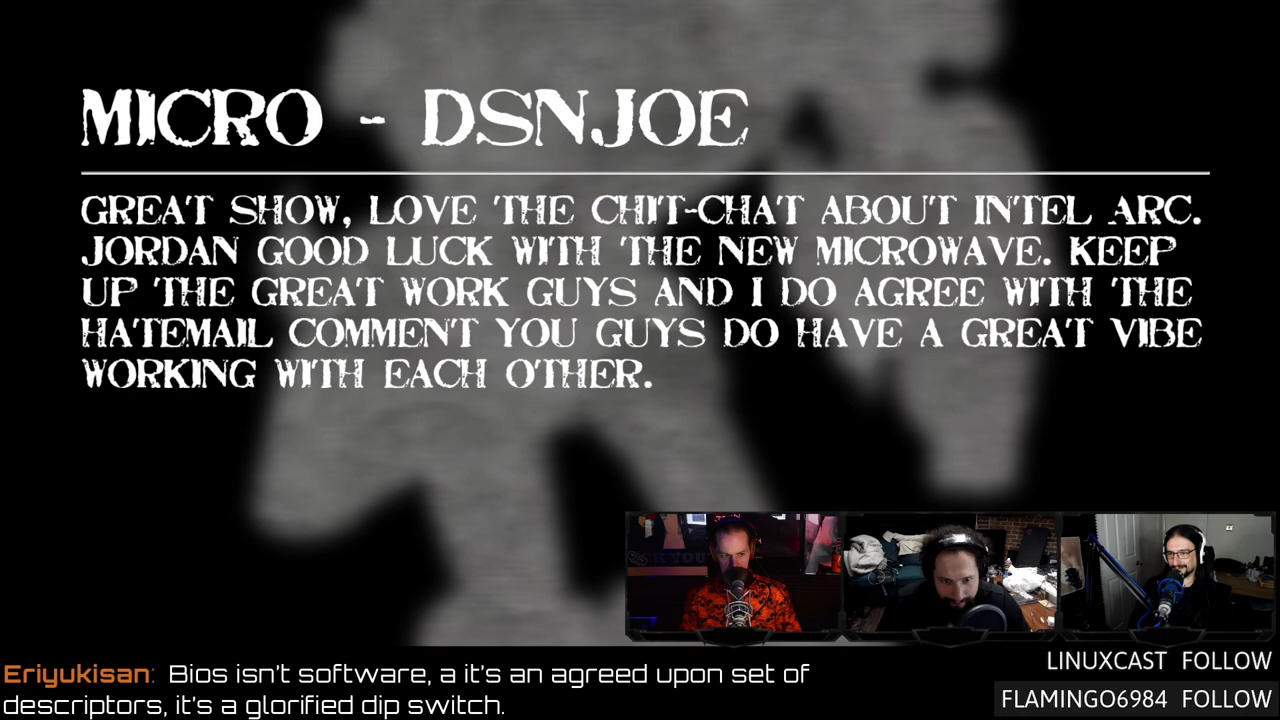 MICRO - DSNJOE
GREAT SHOW, LOVE THE CHIT-CHAT ABOUT INTEL ARC.
JORDAN GOOD LUCK WITH THE NEW MICROWAVE. KEEP
UP THE GREAT WORK GUYS AND I DO AGREE WITH THE
HATEMAIL COMMENT YOU GUYS DO HAVE A GREAT VIBE
WORKING WITH EACH OTHER.
Eriyukisan: Bios isn't software, a it's an agreed upon set of
descriptors, it's a glorified dip switch.
LINUXCAST FOLLOW
FLAMINGO6984 FOLLOW